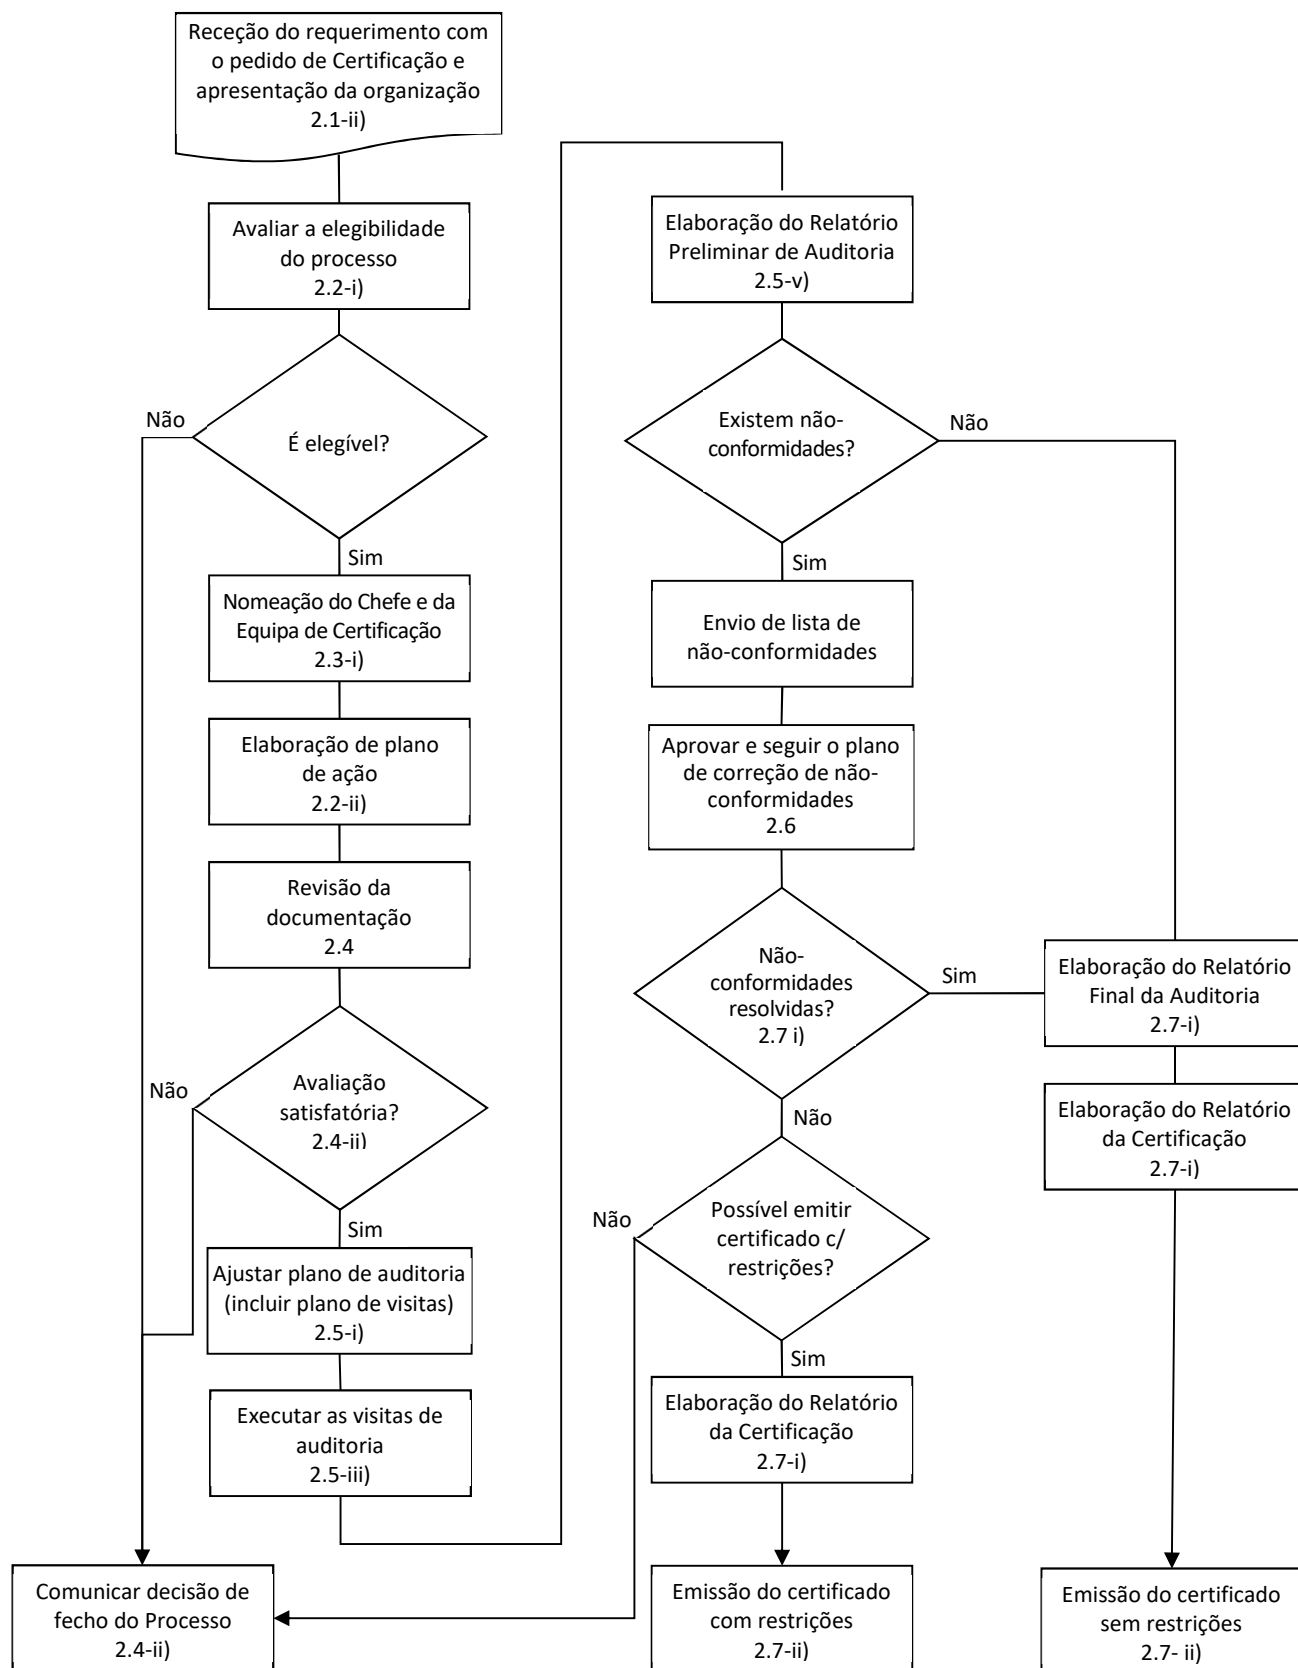 Receção do requerimento com
o pedido de Certificação e
apresentação da organização
2.1-ii)
Avaliar a elegibilidade
do processo
2.2-i)
Não
É elegível?
Sim
Nomeação do Chefe e da
Equipa de Certificação
2.3-i)
Elaboração de plano
de ação
2.2-ii)
Revisão da
documentação
2.4
Não
Avaliação
satisfatória?
2.4-ii)
Sim
Ajustar plano de auditoria
(incluir plano de visitas)
2.5-i)
Executar as visitas de
auditoria
2.5-iii)
Comunicar decisão de
fecho do Processo
2.4-ii)
Elaboração do Relatório
Preliminar de Auditoria
2.5-v)
Existem não-
conformidades?
Não
Sim
Envio de lista de
não-conformidades
Aprovar e seguir o plano
de correção de não-
conformidades
2.6
Não-
conformidades
resolvidas?
2.7 i)
Sim
Não
Possível emitir
certificado c/
restrições?
Não
Sim
Elaboração do Relatório
da Certificação
2.7-i)
Emissão do certificado
com restrições
2.7-ii)
Elaboração do Relatório
Final da Auditoria
2.7-i)
Elaboração do Relatório
da Certificação
2.7-i)
Emissão do certificado
sem restrições
2.7- ii)